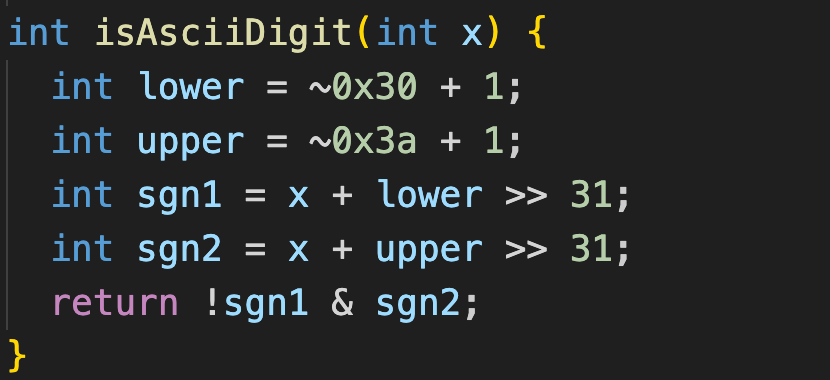 int isAsciiDigit(int x) {
  int lower = ~0x30 + 1;
  int upper = ~0x3a + 1;
  int sgn1 = x + lower >> 31;
  int sgn2 = x + upper >> 31;
  return !sgn1 & sgn2;
}